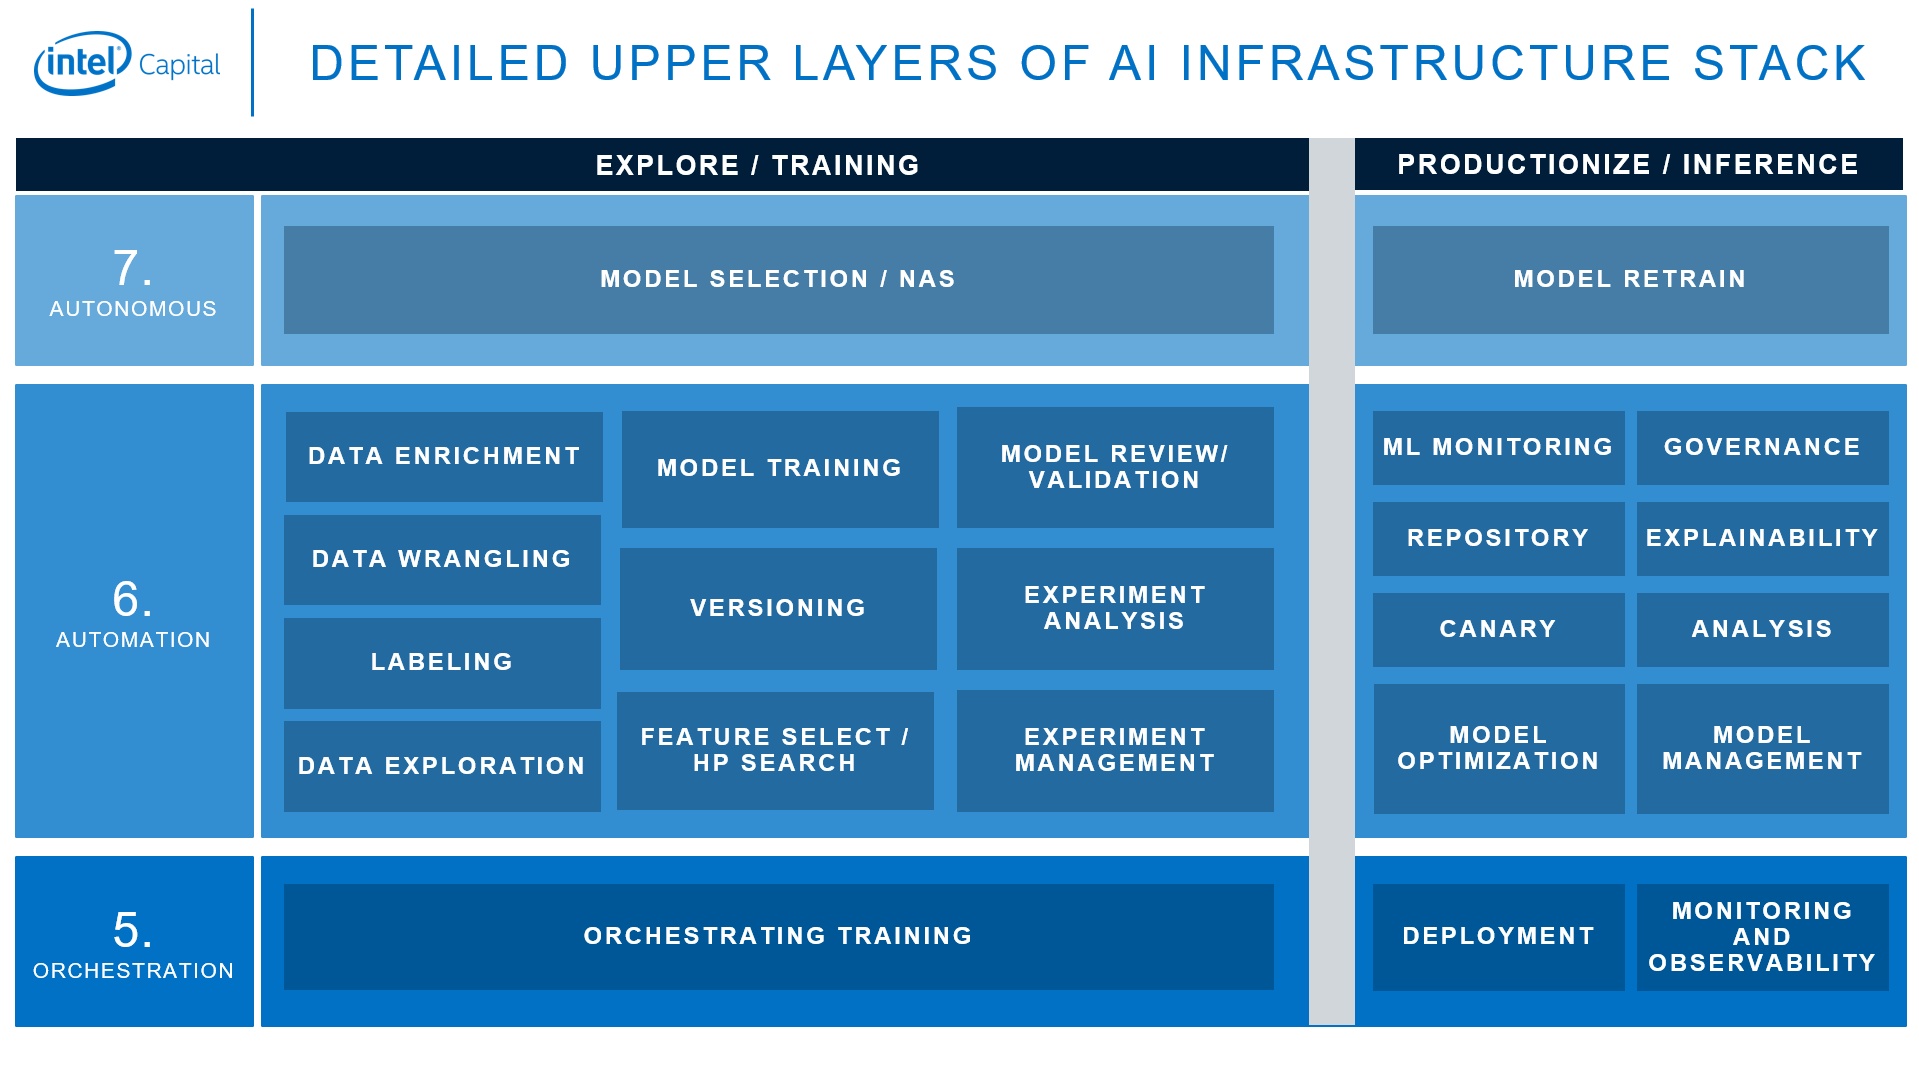 intel Capital
DETAILED UPPER LAYERS OF AI INFRASTRUCTURE STACK
EXPLORE / TRAINING
PRODUCTIONIZE / INFERENCE
7.
AUTONOMOUS
MODEL SELECTION / NAS
MODEL RETRAIN
6.
AUTOMATION
DATA ENRICHMENT
DATA WRANGLING
LABELING
DATA EXPLORATION
MODEL TRAINING
VERSIONING
FEATURE SELECT /
HP SEARCH
MODEL REVIEW/
VALIDATION
EXPERIMENT
ANALYSIS
EXPERIMENT
MANAGEMENT
ML MONITORING
GOVERNANCE
REPOSITORY
EXPLAINABILITY
CANARY
ANALYSIS
MODEL
OPTIMIZATION
MODEL
MANAGEMENT
5.
ORCHESTRATION
ORCHESTRATING TRAINING
DEPLOYMENT
MONITORING
AND
OBSERVABILITY